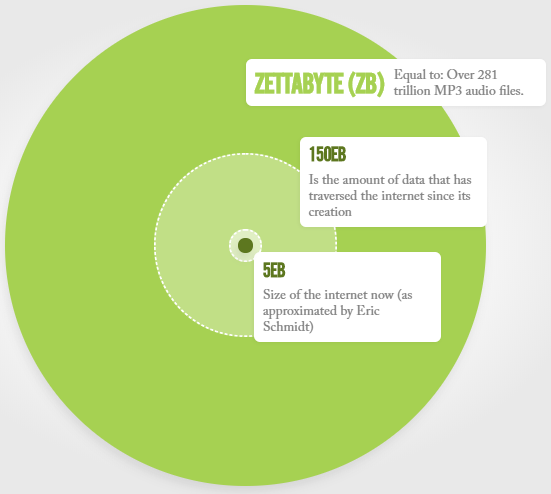 ZETTABYTE (ZB)
Equal to: Over 281
trillion MP3 audio files.
150EB
Is the amount of data that has
traversed the internet since its
creation
5EB
Size of the internet now (as
approximated by Eric
Schmidt)